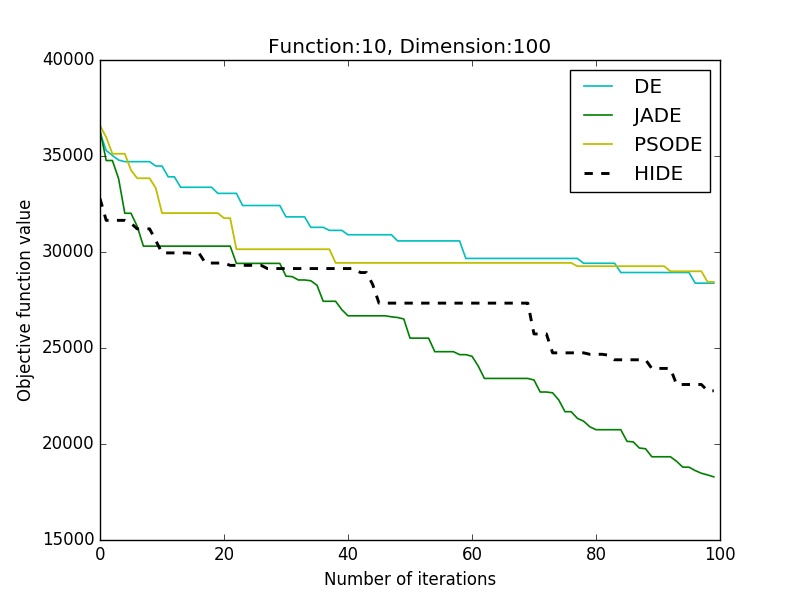 Function:10, Dimension:100
40000
35000
30000
25000
20000
15000
Objective function value
DE
JADE
PSODE
HIDE
0
20
40
60
80
100
Number of iterations